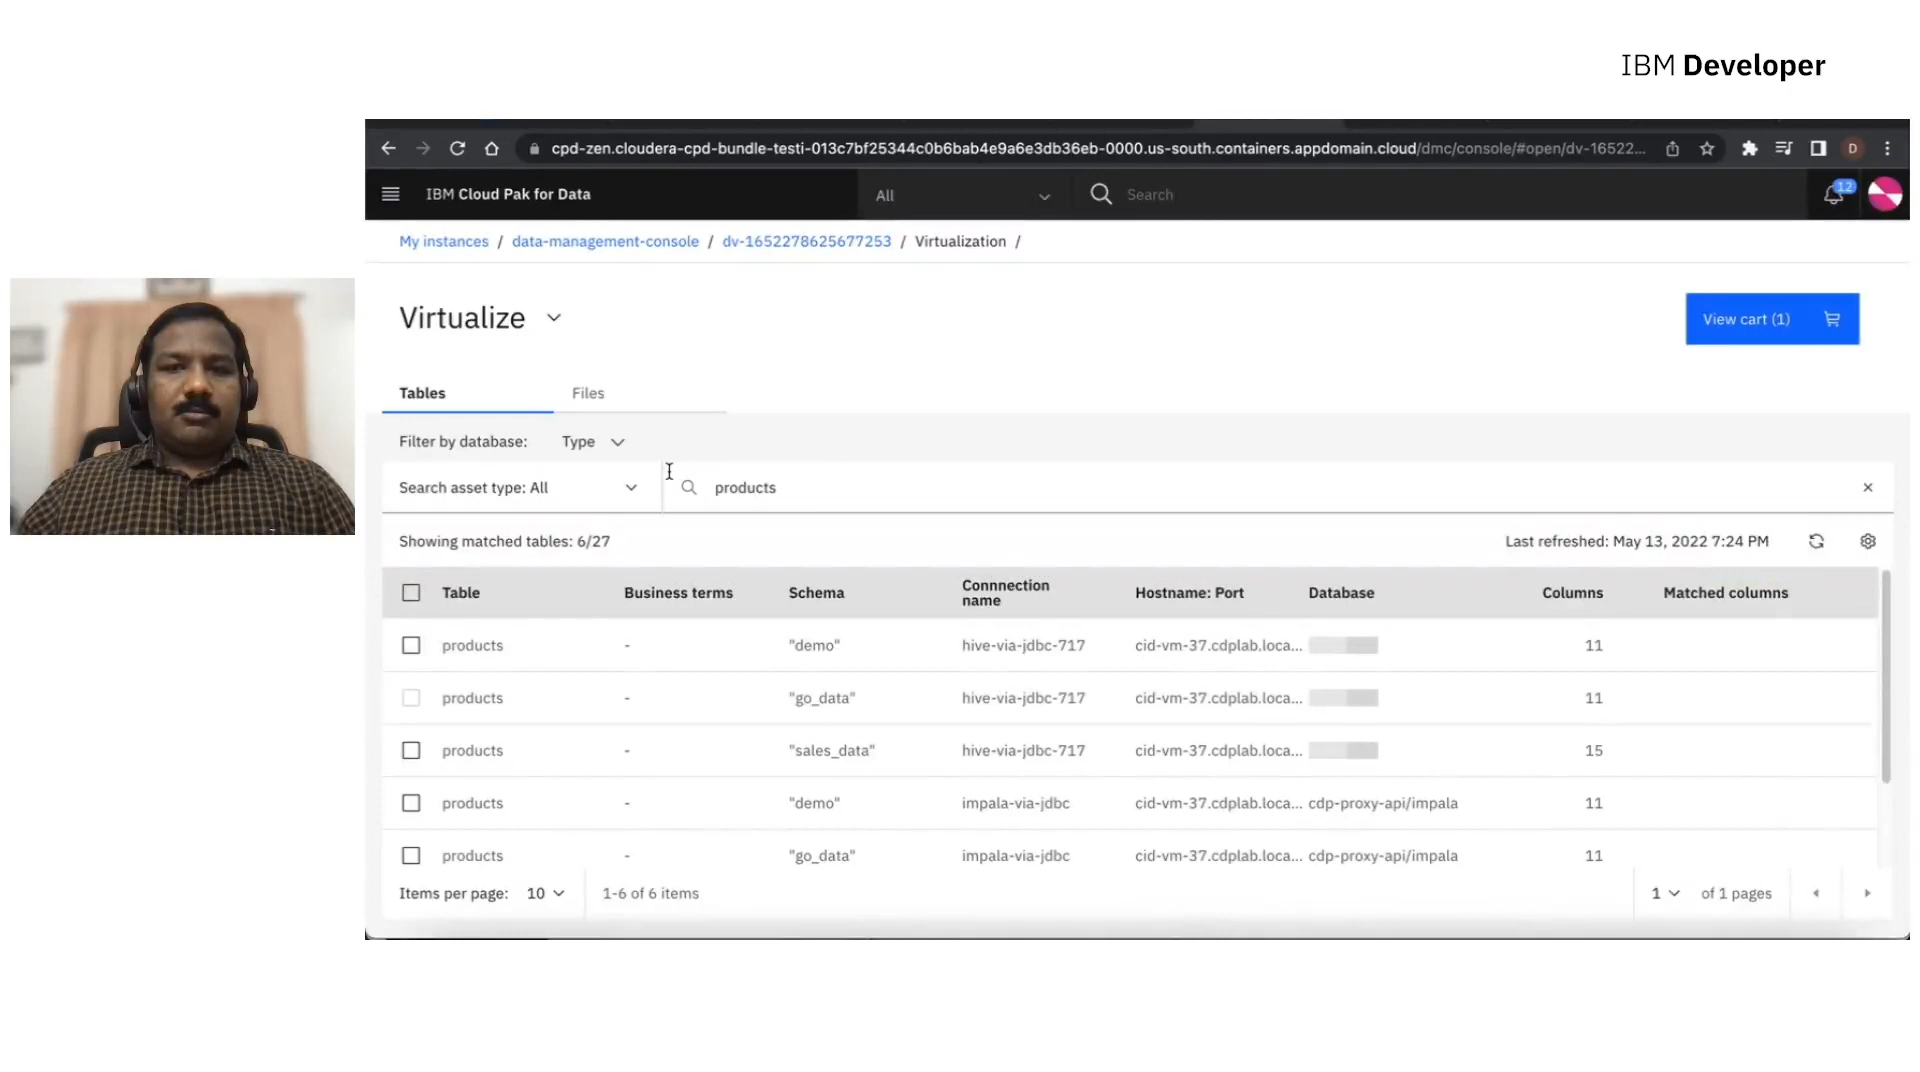 IBM Developer
cpd-zen.cloudera-cpd-bundle-testi-013c7bf25344c0b6bab4e9a6e3db36eb-0000.us-south.containers.appdomain.cloud/dmc/console/#open/dv-16522... D
IBM Cloud Pak for Data All Search 12
My instances / data-management-console / dv-1652278625677253 / Virtualization /
Virtualize View cart (1)
Tables Files
Filter by database: Type
Search asset type: All products
Showing matched tables: 6/27 Last refreshed: May 13, 2022 7:24 PM
Table Business terms Schema Connnection name Hostname: Port Database Columns Matched columns
products - "demo" hive-via-jdbc-717 cid-vm-37.cdplab.loca... 11
products - "go_data" hive-via-jdbc-717 cid-vm-37.cdplab.loca... 11
products - "sales_data" hive-via-jdbc-717 cid-vm-37.cdplab.loca... 15
products - "demo" impala-via-jdbc cid-vm-37.cdplab.loca... cdp-proxy-api/impala 11
products - "go_data" impala-via-jdbc cid-vm-37.cdplab.loca... cdp-proxy-api/impala 11
Items per page: 10 1-6 of 6 items 1 of 1 pages